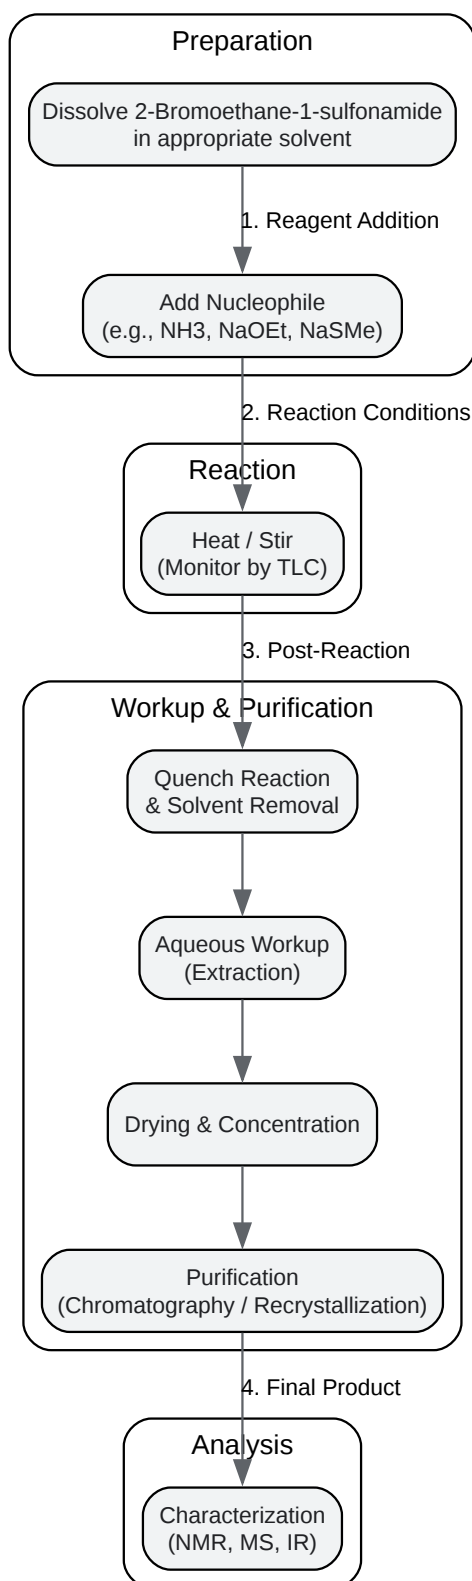 Preparation
Dissolve 2-Bromoethane-1-sulfonamide
in appropriate solvent
1. Reagent Addition
Add Nucleophile
(e.g., NH3, NaOEt, NaSMe)
2. Reaction Conditions
Reaction
Heat / Stir
(Monitor by TLC)
3. Post-Reaction
Workup & Purification
Quench Reaction
& Solvent Removal
Aqueous Workup
(Extraction)
Drying & Concentration
Purification
(Chromatography / Recrystallization)
4. Final Product
Analysis
Characterization
(NMR, MS, IR)